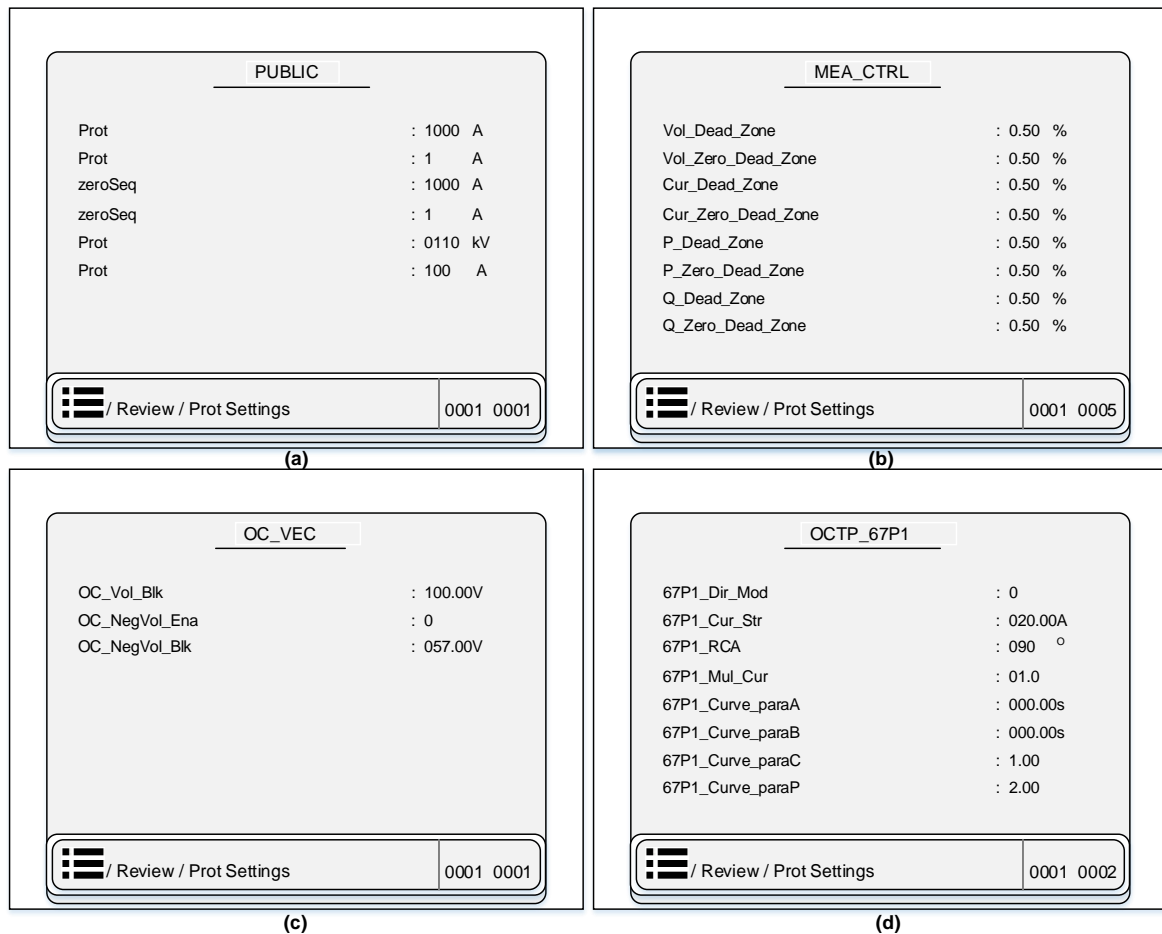 PUBLIC
Prot : 1000 A
Prot : 1 A
zeroSeq : 1000 A
zeroSeq : 1 A
Prot : 0110 kV
Prot : 100 A
/ Review / Prot Settings 0001 0001
(a)
MEA_CTRL
Vol_Dead_Zone : 0.50 %
Vol_Zero_Dead_Zone : 0.50 %
Cur_Dead_Zone : 0.50 %
Cur_Zero_Dead_Zone : 0.50 %
P_Dead_Zone : 0.50 %
P_Zero_Dead_Zone : 0.50 %
Q_Dead_Zone : 0.50 %
Q_Zero_Dead_Zone : 0.50 %
/ Review / Prot Settings 0001 0005
(b)
OC_VEC
OC_Vol_Blk : 100.00V
OC_NegVol_Ena : 0
OC_NegVol_Blk : 057.00V
/ Review / Prot Settings 0001 0001
(c)
OCTP_67P1
67P1_Dir_Mod : 0
67P1_Cur_Str : 020.00A
67P1_RCA : 090 O
67P1_Mul_Cur : 01.0
67P1_Curve_paraA : 000.00s
67P1_Curve_paraB : 000.00s
67P1_Curve_paraC : 1.00
67P1_Curve_paraP : 2.00
/ Review / Prot Settings 0001 0002
(d)